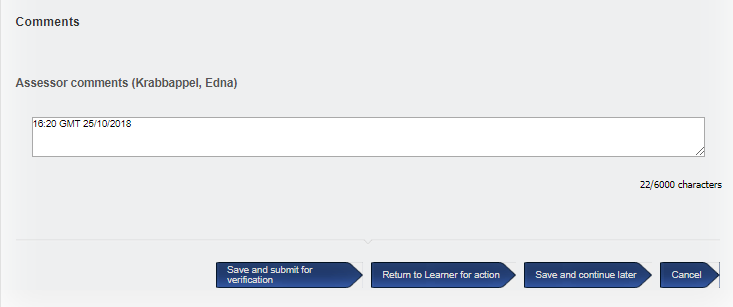 Comments
Assessor comments (Krabbappel, Edna)
16:20 GMT 25/10/2018
22/6000 characters
Save and submit for
verification
Return to Learner for action
Save and continue later
Cancel